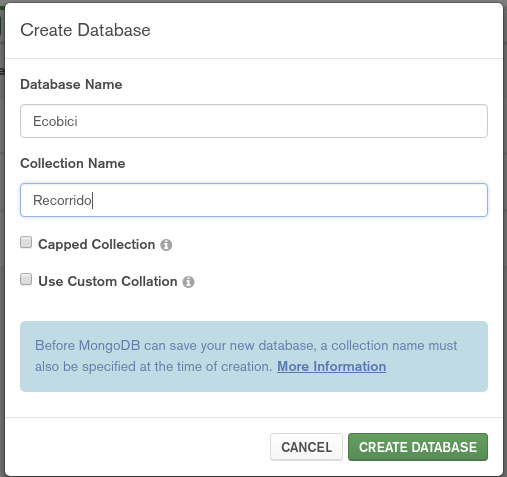 Create Database
Database Name
Ecobici
Collection Name
Recorrido
Capped Collection
Use Custom Collation
Before MongoDB can save your new database, a collection name must
also be specified at the time of creation. More Information
CANCEL
CREATE DATABASE